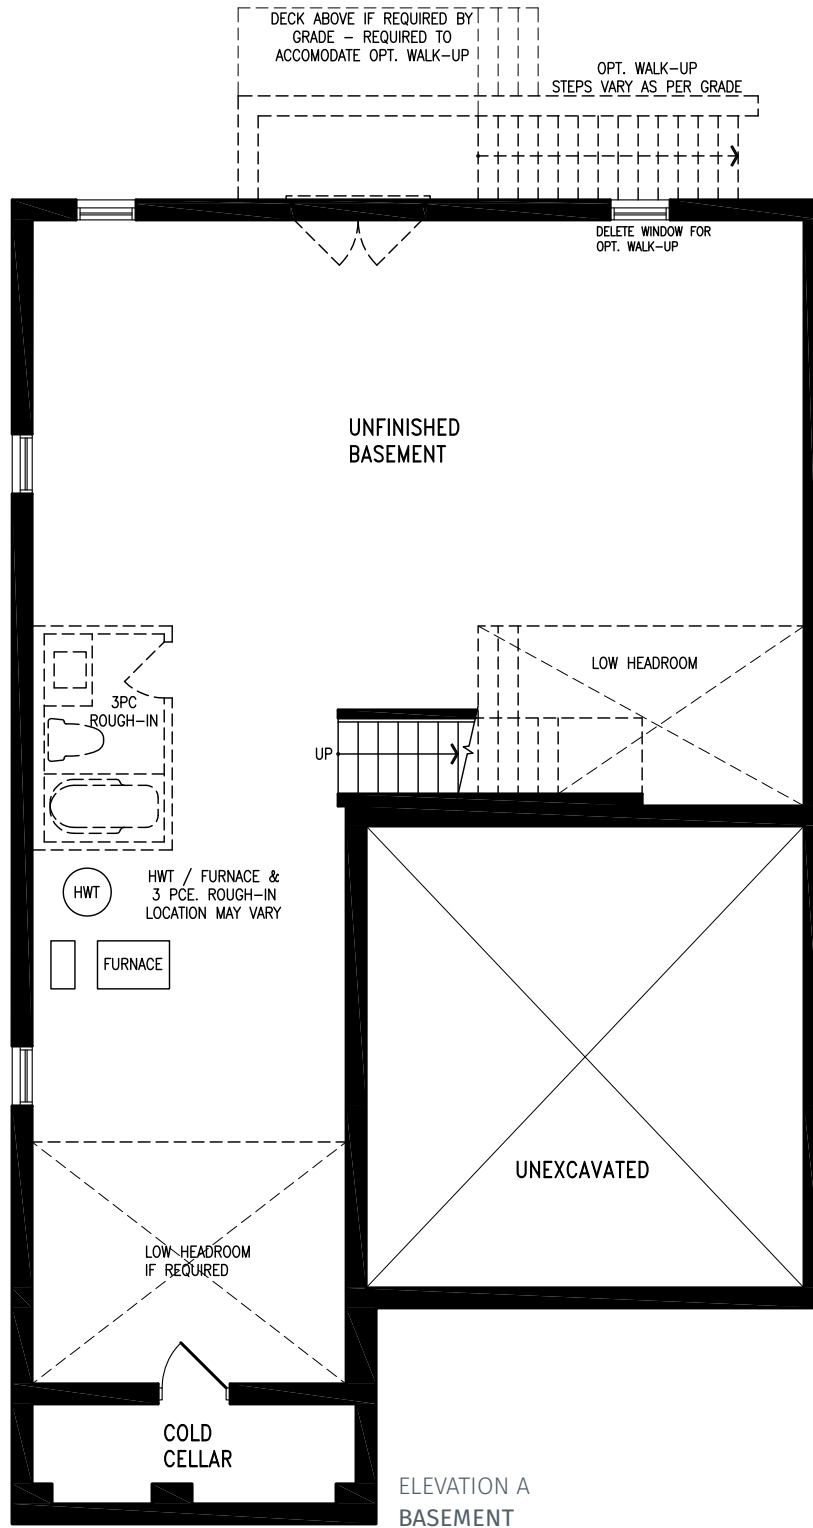 DECK ABOVE IF REQUIRED BY
GRADE - REQUIRED TO
ACCOMODATE OPT. WALK-UP
OPT. WALK-UP
STEPS VARY AS PER GRADE
DELETE WINDOW FOR
OPT. WALK-UP
UNFINISHED
BASEMENT
LOW HEADROOM
3PC
ROUGH-IN
UP
HWT
HWT / FURNACE &
3 PCE. ROUGH-IN
LOCATION MAY VARY
FURNACE
UNEXCAVATED
LOW HEADROOM
IF REQUIRED
COLD
CELLAR
ELEVATION A
BASEMENT